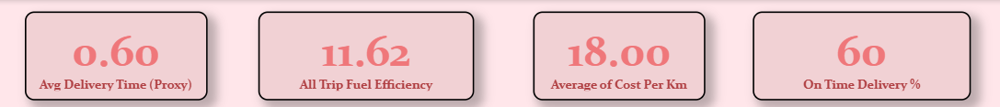 0.60
Avg Delivery Time (Proxy)
11.62
All Trip Fuel Efficiency
18.00
Average of Cost Per Km
60
On Time Delivery %